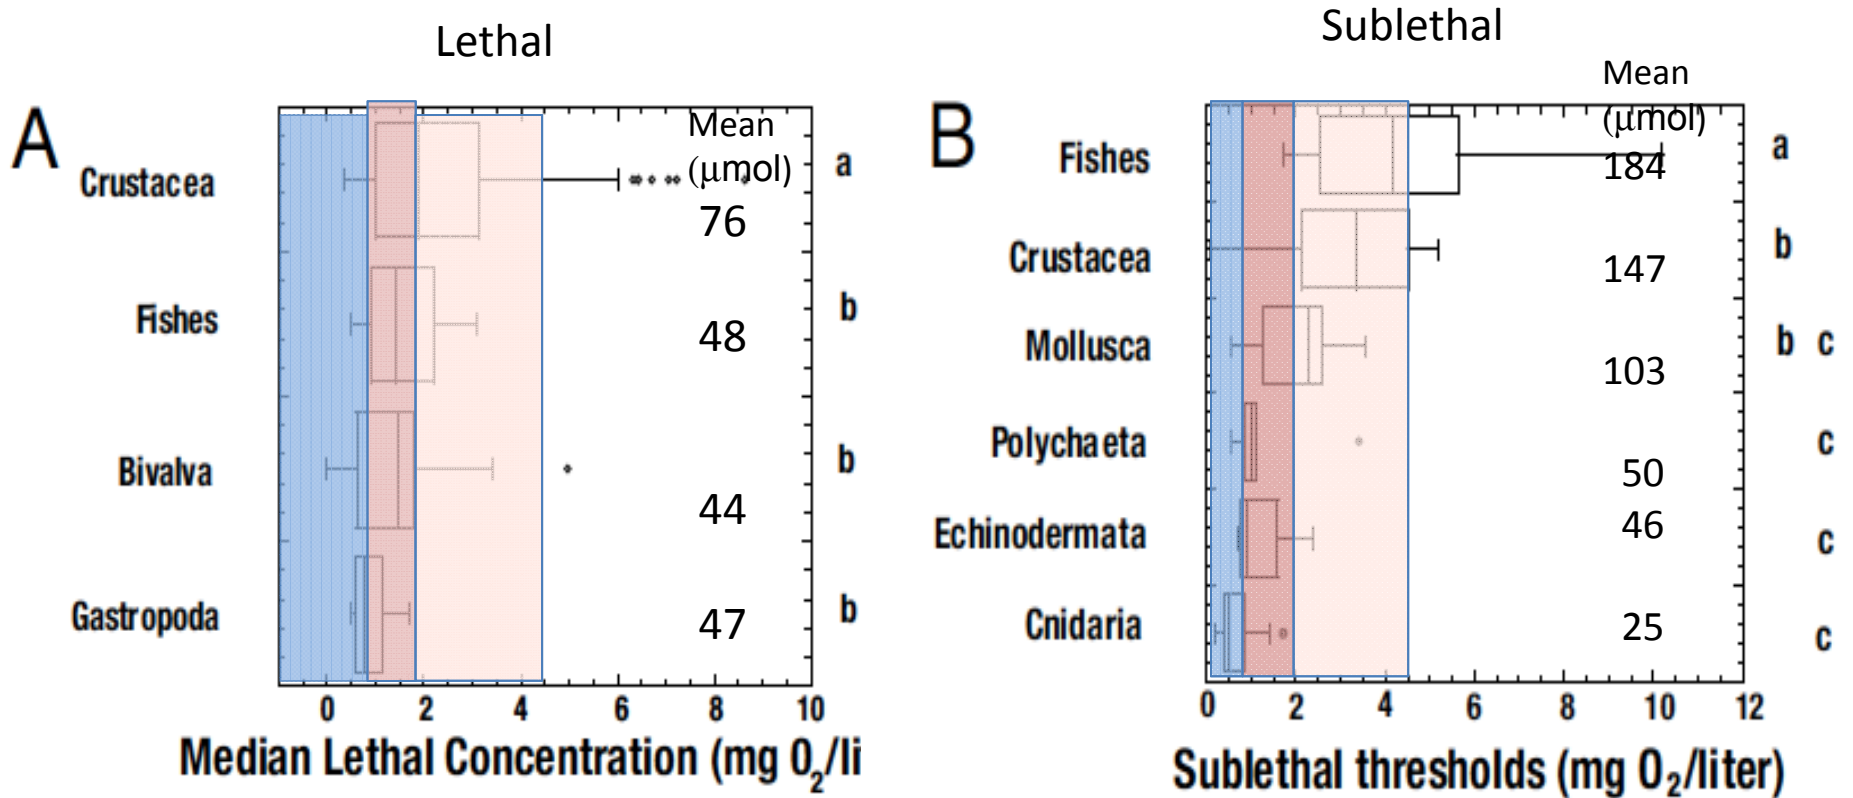 Lethal
A
Mean
(μmol)
Crustacea
a
76
Fishes
b
48
Bivalva
b
44
Gastropoda
b
47
0 2 4 6 8 10
Median Lethal Concentration (mg O₂/li
Sublethal
B
Mean
(μmol)
Fishes
184
a
Crustacea
147
b
Mollusca
103
b c
Polychaeta
50
c
Echinodermata
46
c
Cnidaria
25
c
0 2 4 6 8 10 12
Sublethal thresholds (mg O₂/liter)